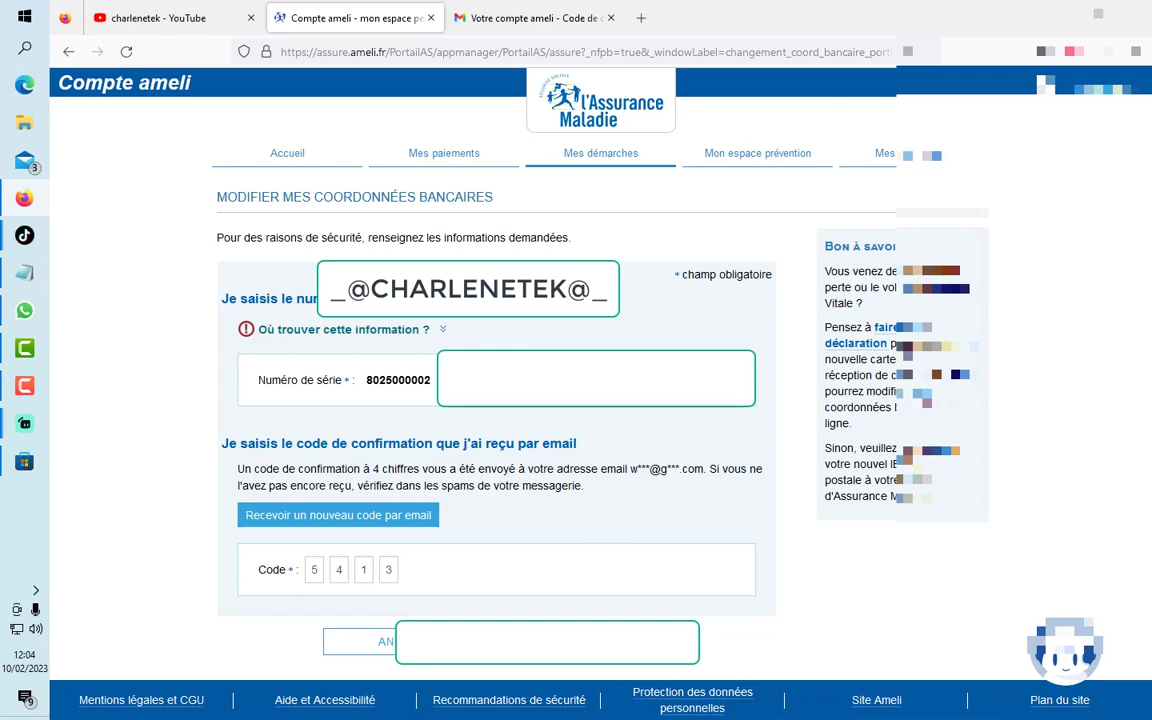 charlenetek - YouTube
Compte ameli - mon espace pe
Votre compte ameli - Code de c
https://assure.ameli.fr/PortailAS/appmanager/PortailAS/assure?_nfpb=true&_windowLabel=changement_coord_bancaire_port
Compte ameli
SÉCURITÉ SOCIALE
l'Assurance
Maladie
Accueil
Mes paiements
Mes démarches
Mon espace prévention
Mes
MODIFIER MES COORDONNÉES BANCAIRES
Pour des raisons de sécurité, renseignez les informations demandées.
* champ obligatoire
_@CHARLENETEK@_
Je saisis le nu
Où trouver cette information ?
Numéro de série * : 8025000002
Je saisis le code de confirmation que j'ai reçu par email
Un code de confirmation à 4 chiffres vous a été envoyé à votre adresse email w***@g***.com. Si vous ne
l'avez pas encore reçu, vérifiez dans les spams de votre messagerie.
Recevoir un nouveau code par email
Code * : 5 4 1 3
AN
BON À SAVOI
Vous venez de
perte ou le vol
Vitale ?
Pensez à faire
déclaration
nouvelle carte
réception de c
pourrez modifi
coordonnées
ligne.
Sinon, veuillez
votre nouvel
postale à votre
d'Assurance M
3
12:04
10/02/2023
9
Mentions légales et CGU
Aide et Accessibilité
Recommandations de sécurité
Protection des données
personnelles
Site Ameli
Plan du site